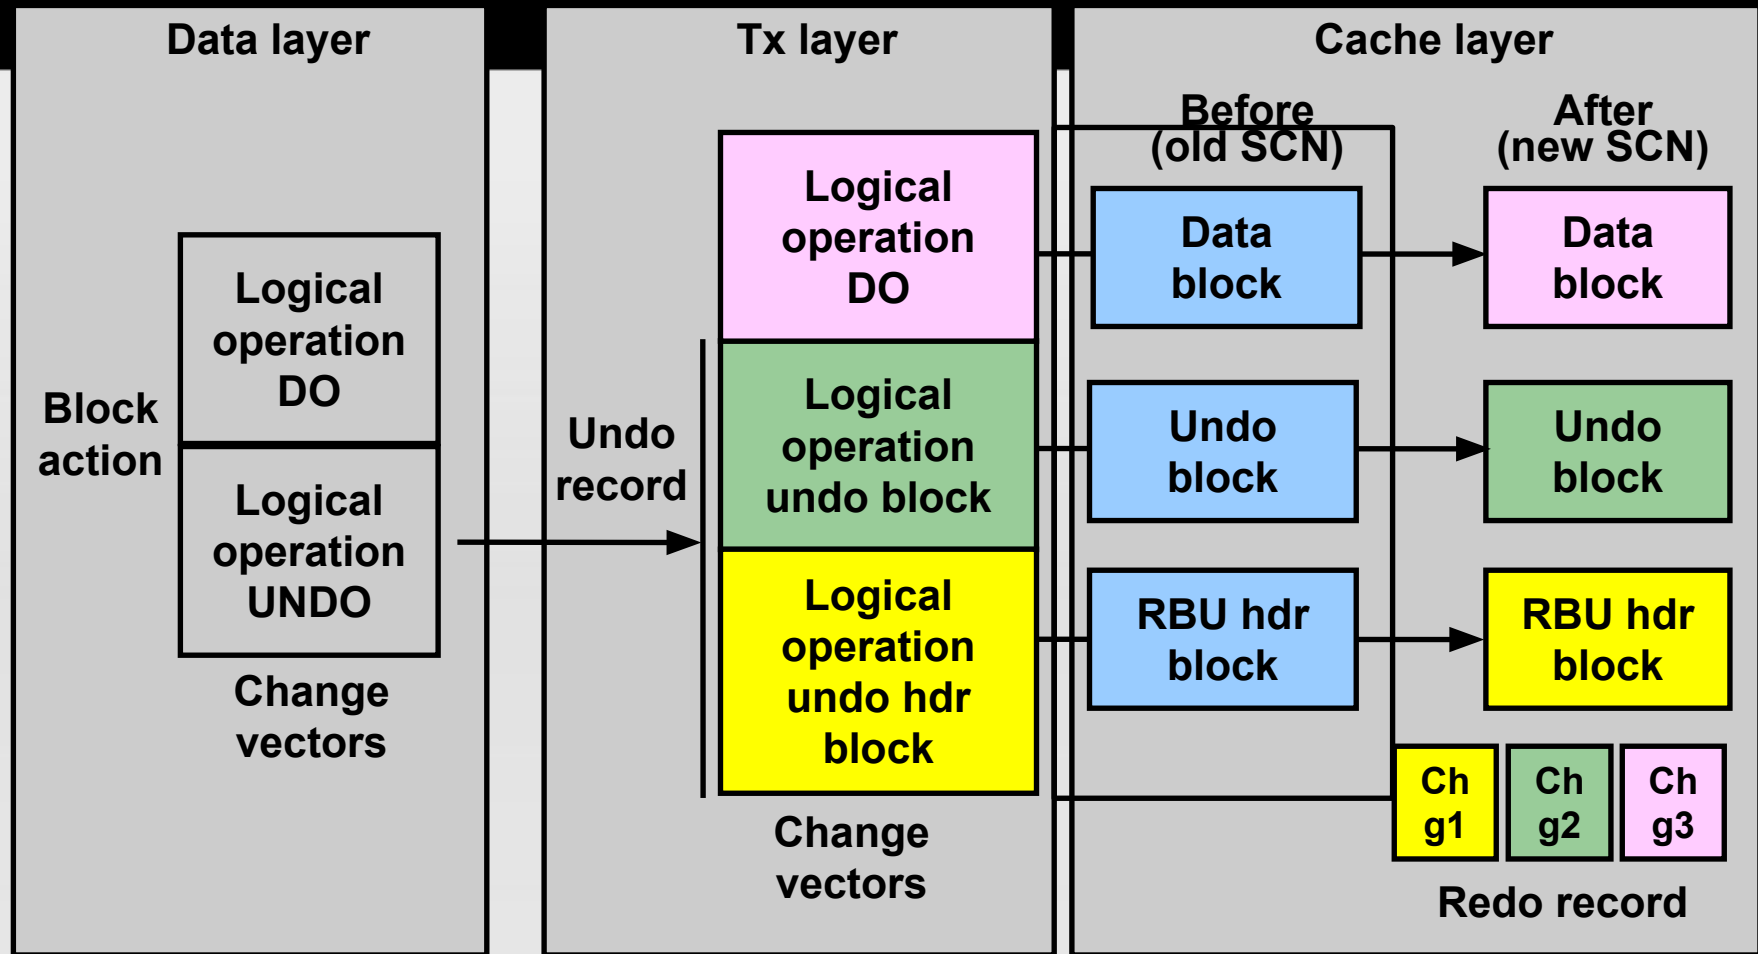 Data layer
Block
action
Logical
operation
DO
Logical
operation
UNDO
Change
vectors
Tx layer
Undo
record
Logical
operation
DO
Logical
operation
undo block
Logical
operation
undo hdr
block
Change
vectors
Cache layer
Before
(old SCN)
After
(new SCN)
Data
block
Data
block
Undo
block
Undo
block
RBU hdr
block
RBU hdr
block
Ch
g1
Ch
g2
Ch
g3
Redo record